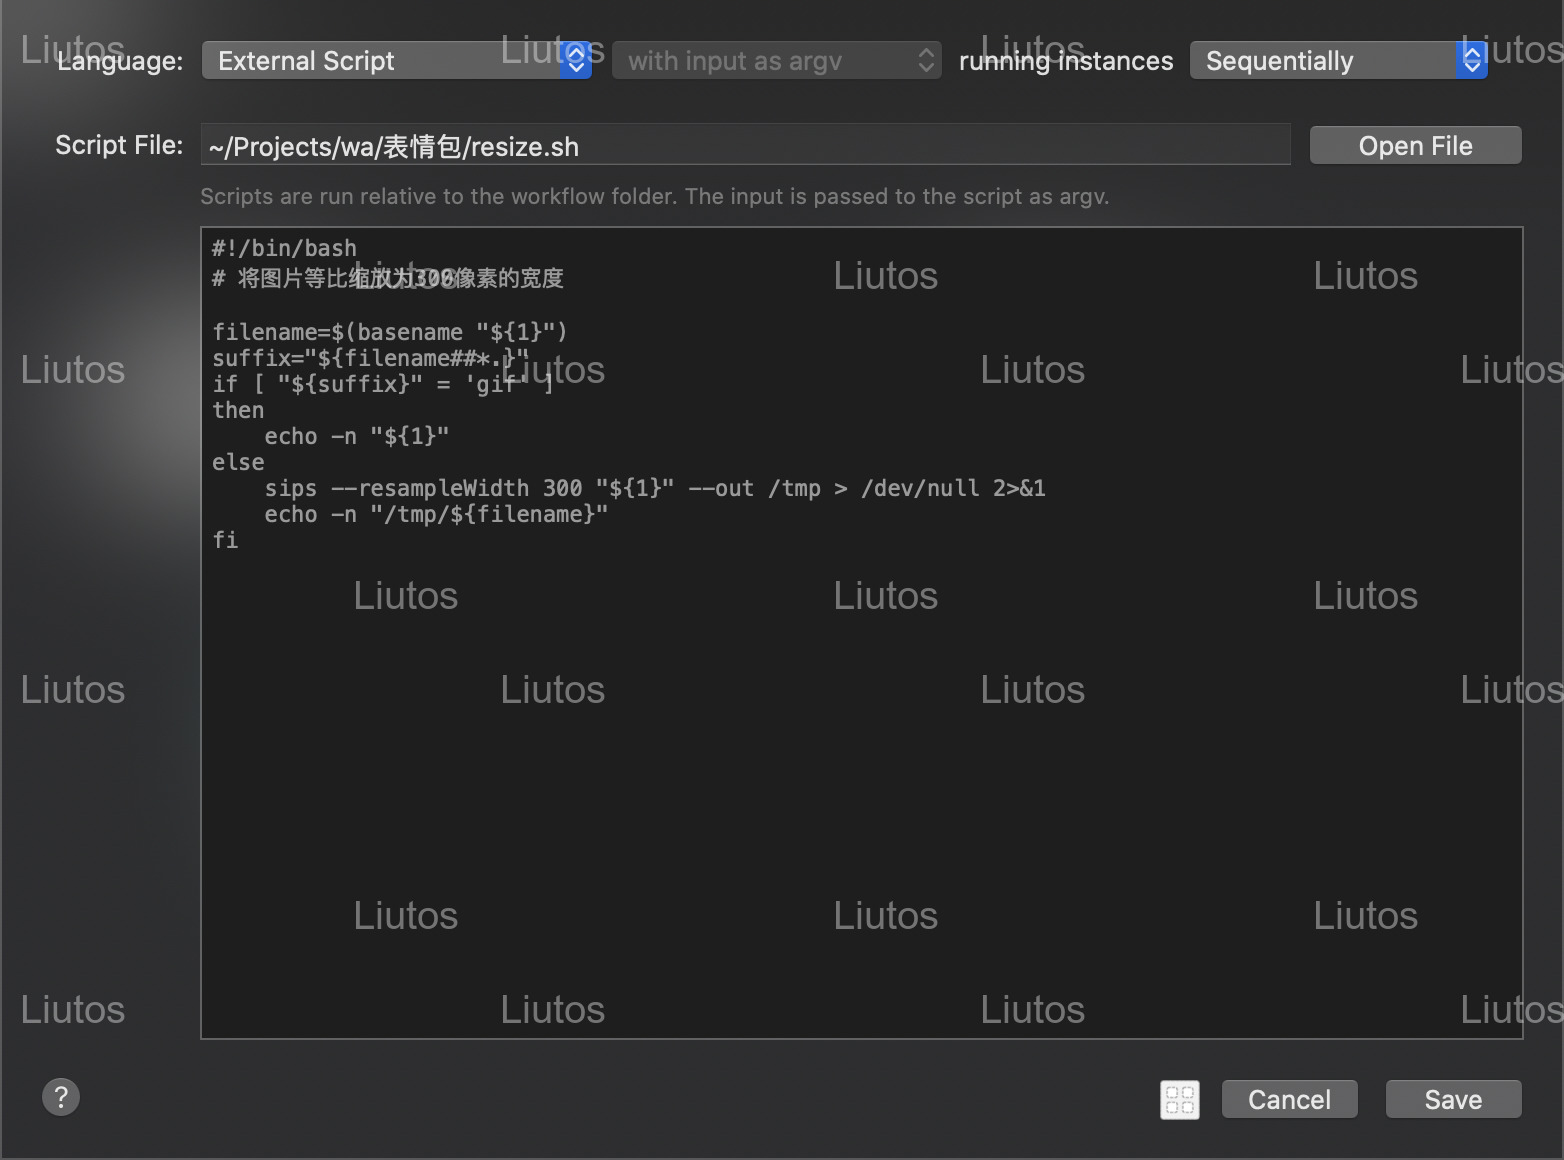 Language: External Script with input as argv running instances Sequentially
Script File: ~/Projects/wa/表情包/resize.sh Open File
Scripts are run relative to the workflow folder. The input is passed to the script as argv.
#!/bin/bash
# 将图片等比缩放为300像素的宽度
filename=$(basename "${1}")
suffix="${filename##*.}"
if [ "${suffix}" = 'gif' ]
then
    echo -n "${1}"
else
    sips --resampleWidth 300 "${1}" --out /tmp > /dev/null 2>&1
    echo -n "/tmp/${filename}"
fi
? Cancel Save
Liutos Liutos Liutos Liutos
Liutos Liutos Liutos
Liutos Liutos Liutos Liutos
Liutos Liutos Liutos
Liutos Liutos Liutos Liutos
Liutos Liutos Liutos
Liutos Liutos Liutos Liutos